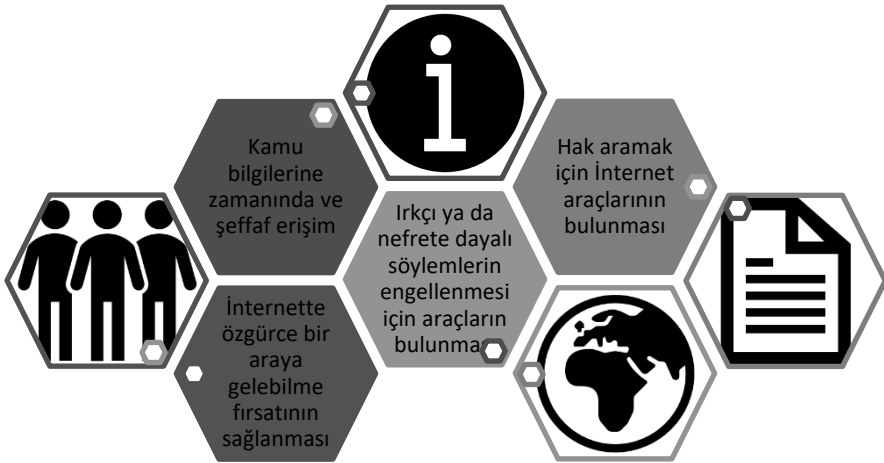 Kamu
bilgilerine
zamanında ve
şeffaf erişim
Hak aramak
için İnternet
araçlarının
bulunması
Irkçı ya da
nefrete dayalı
söylemlerin
engellenmesi
için araçların
İnternette
özgürce bir
araya
gelebilme
fırsatının
sağlanması